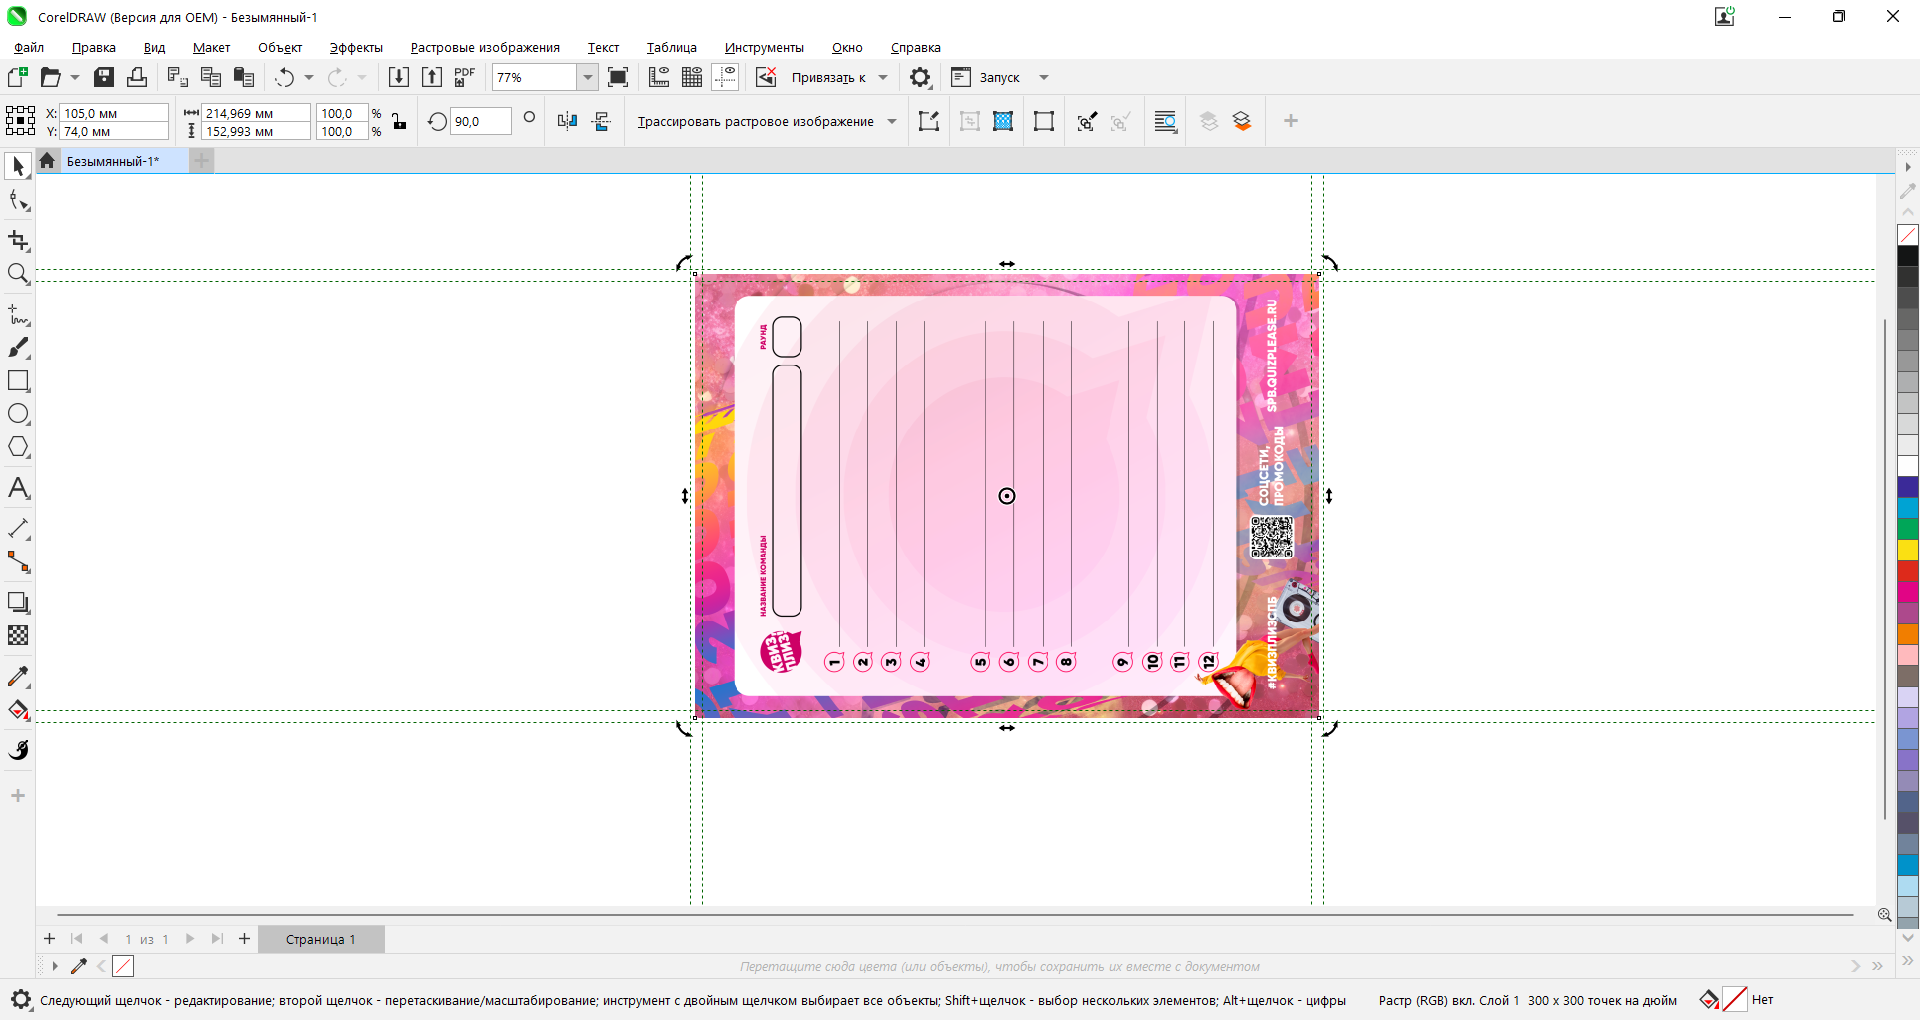 CorelDRAW (Версия для OEM) - Безымянный-1
Файл Правка Вид Макет Объект Эффекты Растровые изображения Текст Таблица Инструменты Окно Справка
PDF 77% Привязать к Запуск
X: 105,0 мм 214,969 мм 100,0 % 90,0 Трассировать растровое изображение
Y: 74,0 мм 152,993 мм 100,0 %
Безымянный-1*
РАУНД
НАЗВАНИЕ КОМАНДЫ
КВИЗ,
ПЛИЗ!
1 2 3 4 5 6 7 8 9 10 11 12
SPB.QUIZPLEASE.RU
СОЦСЕТИ,
ПРОМОКОДЫ
#КВИЗПЛИЗСПБ
1 из 1 Страница 1
Перетащите сюда цвета (или объекты), чтобы сохранить их вместе с документом
Следующий щелчок - редактирование; второй щелчок - перетаскивание/масштабирование; инструмент с двойным щелчком выбирает все объекты; Shift+щелчок - выбор нескольких элементов; Alt+щелчок - цифры Растр (RGB) вкл. Слой 1 300 x 300 точек на дюйм Нет